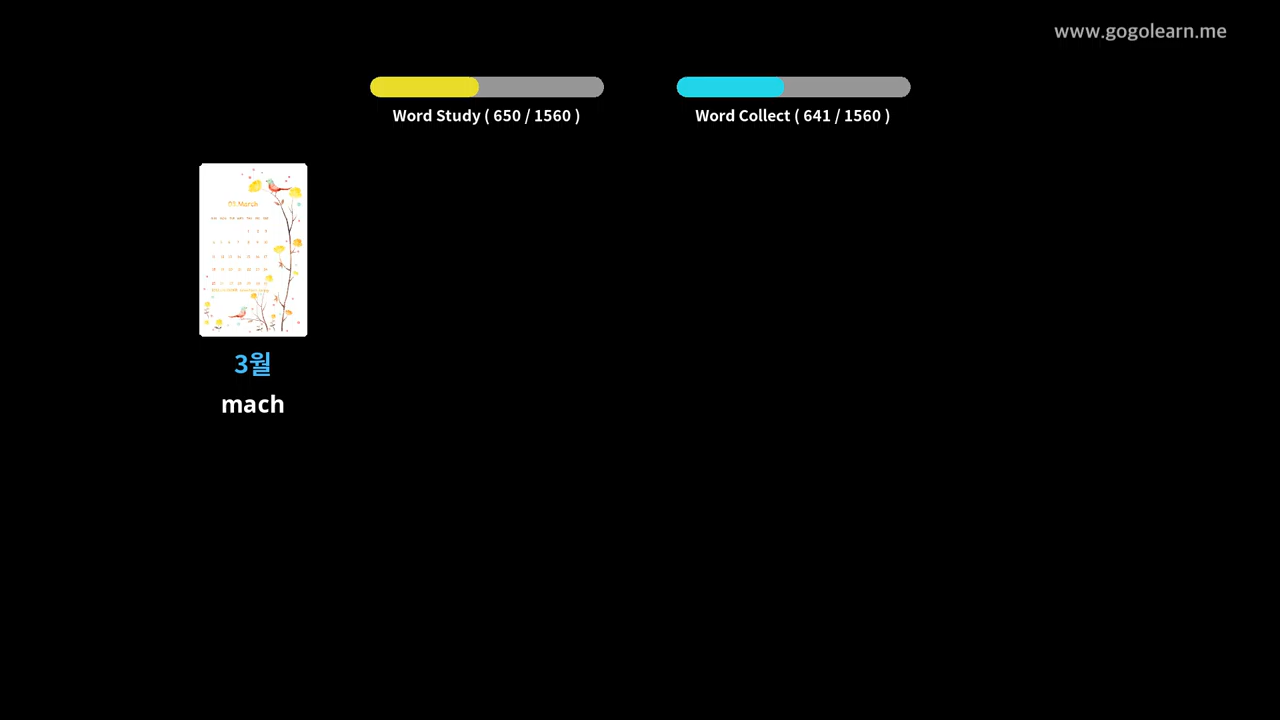 www.gogolearn.me
Word Study ( 650 / 1560 )
Word Collect ( 641 / 1560 )
03 March
3월
mach